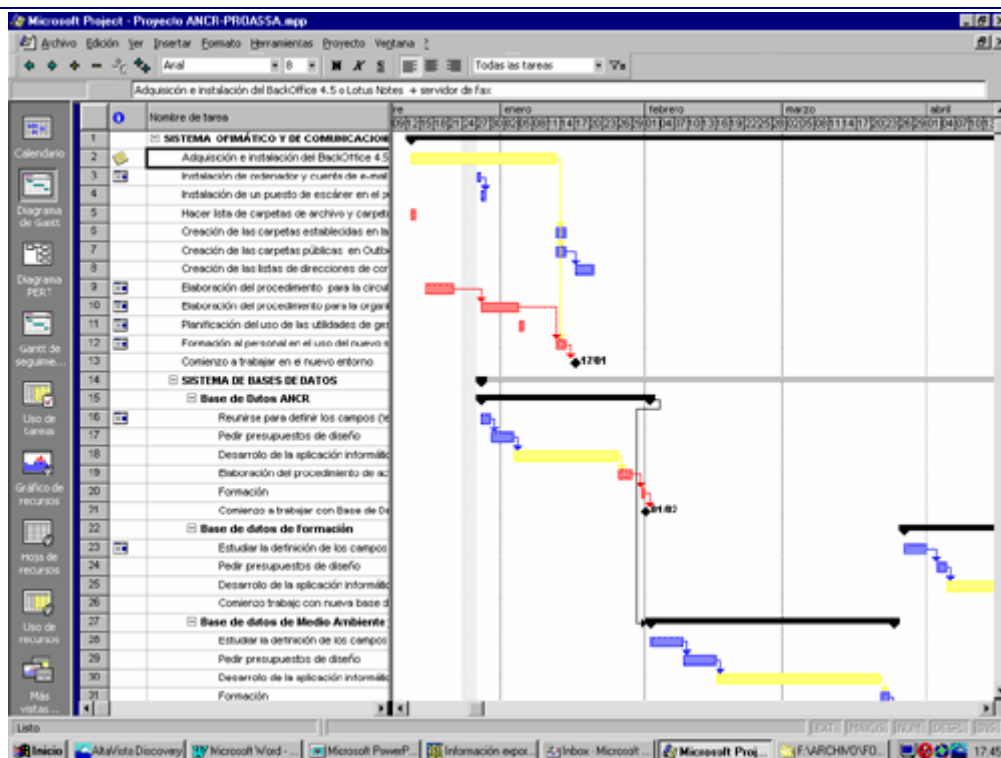 Microsoft Project - Proyecto ANCR-PROASSA.mpp
Archivo Edición Ver Insertar Formato Herramientas Proyecto Ventana ?
Arial 8 N K S Todas las tareas
Adquisición e instalación del BackOffice 4.5 o Lotus Notes + servidor de fax
Nombre de tarea
re enero febrero marzo abril
1 SISTEMA OFIMÁTICO Y DE COMUNICACION
2 Adquisición e instalación del BackOffice 4.5
3 Instalación de ordenador y cuenta de e-mail
4 Instalación de un puesto de escáner en el
5 Hacer lista de carpetas de archivo y
6 Creación de las carpetas establecidas en la
7 Creación de las carpetas públicas en
8 Creación de las listas de direcciones de
9 Elaboración del procedimiento para la
10 Elaboración del procedimiento para la
11 Planificación del uso de las utilidades de
12 Formación al personal en el uso del nuevo
13 Comienzo a trabajar en el nuevo entorno
17/01
14 SISTEMA DE BASES DE DATOS
15 Base de Datos ANCR
16 Reunirse para definir los campos
17 Pedir presupuestos de diseño
18 Desarrollo de la aplicación
19 Elaboración del procedimiento de
20 Formación
21 Comienzo a trabajar con Base de
01/02
22 Base de datos de Formación
23 Estudiar la definición de los campos
24 Pedir presupuestos de diseño
25 Desarrollo de la aplicación
26 Comienzo trabajo con nueva base
27 Base de datos de Medio Ambiente
28 Estudiar la definición de los campos
29 Pedir presupuestos de diseño
30 Desarrollo de la aplicación
31 Formación
Calendario
Diagrama
de Gantt
Diagrama
PERT
Gantt de
seguimie...
Uso de
tareas
Gráfico de
recursos
Hoja de
recursos
Uso de
recursos
Más
vistas...
Listo
EXT MAYÚS NUM DESPL INS
Inicio AltaVista Discovery Microsoft Word - ... Microsoft PowerP... Información expor... Inbox - Microsoft ... Microsoft Proj... F:\ARCHIVO\FO... 17:45